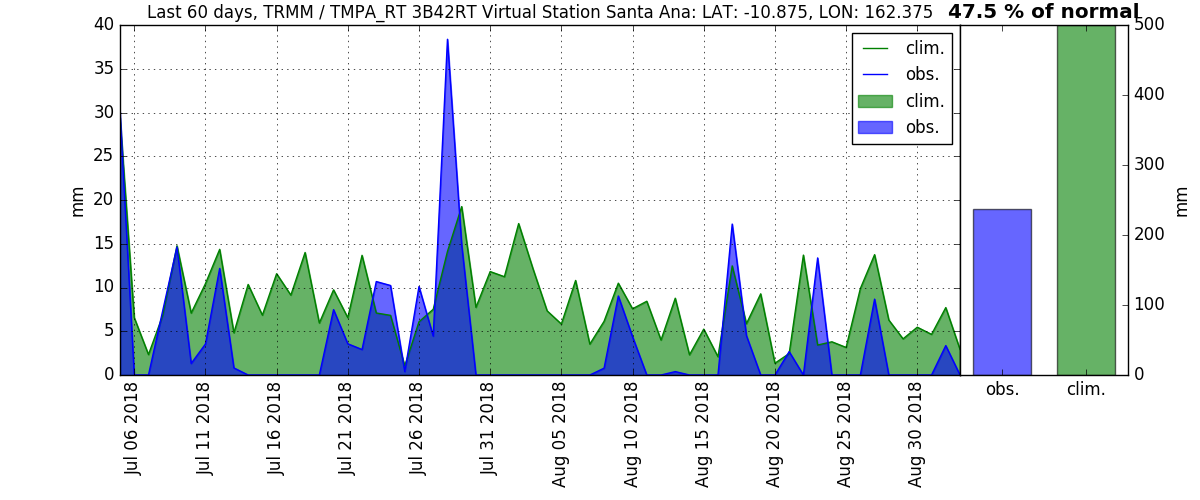 Last 60 days, TRMM / TMPA_RT 3B42RT Virtual Station Santa Ana: LAT: -10.875, LON: 162.375
47.5 % of normal
40
35
30
25
20
15
10
5
0
mm
clim.
obs.
clim.
obs.
500
400
300
200
100
0
mm
Jul 06 2018
Jul 11 2018
Jul 16 2018
Jul 21 2018
Jul 26 2018
Jul 31 2018
Aug 05 2018
Aug 10 2018
Aug 15 2018
Aug 20 2018
Aug 25 2018
Aug 30 2018
obs.
clim.